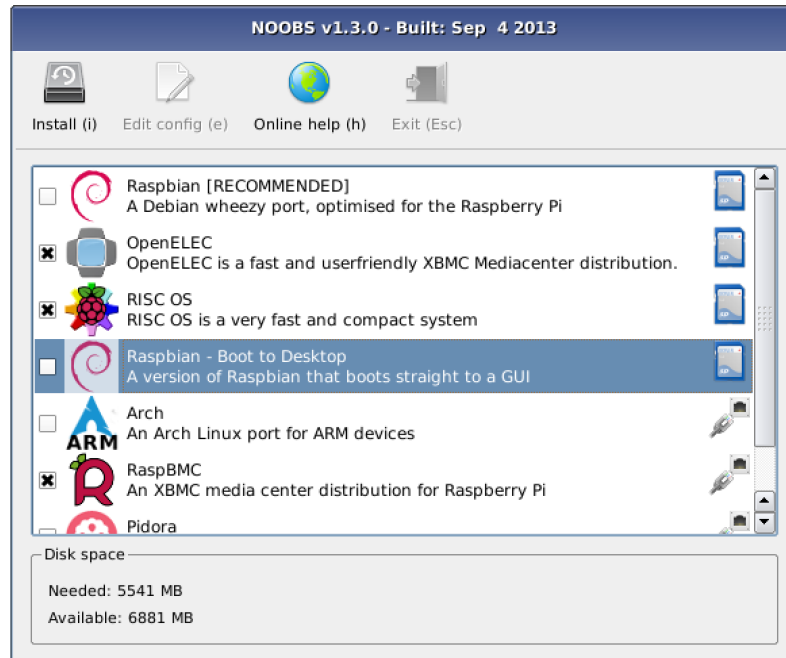 NOOBS v1.3.0 - Built: Sep  4 2013
Install (i) Edit config (e) Online help (h) Exit (Esc)
Raspbian [RECOMMENDED]
A Debian wheezy port, optimised for the Raspberry Pi
OpenELEC
OpenELEC is a fast and userfriendly XBMC Mediacenter distribution.
RISC OS
RISC OS is a very fast and compact system
Raspbian - Boot to Desktop
A version of Raspbian that boots straight to a GUI
Arch
An Arch Linux port for ARM devices
ARM
RaspBMC
An XBMC media center distribution for Raspberry Pi
Pidora
Disk space
Needed: 5541 MB
Available: 6881 MB